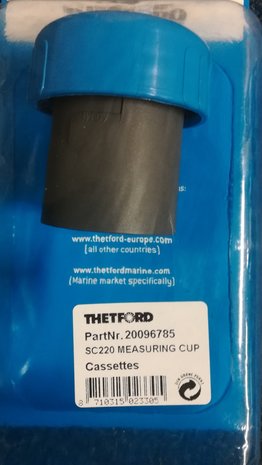 www.thetford-europe.com
(all other countries)
www.thetfordmarine.com
(Marine market specifically)
THETFORD
PartNr. 20096785
SC220 MEASURING CUP
Cassettes
8 710315 023305